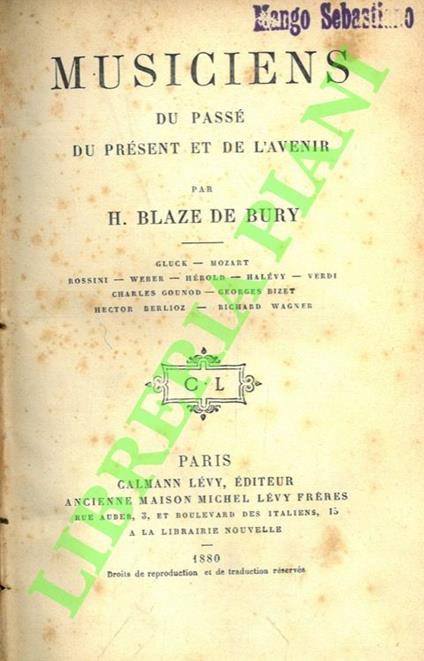 Mango Sebastiano
MUSICIENS
DU PASSÉ
DU PRÉSENT ET DE L'AVENIR
PAR
H. BLAZE DE BURY
GLUCK — MOZART
ROSSINI — WEBER — HÉROLD — HALÉVY — VERDI
CHARLES GOUNOD — GEORGES BIZET
HECTOR BERLIOZ — RICHARD WAGNER
C·L
PARIS
CALMANN LÉVY, ÉDITEUR
ANCIENNE MAISON MICHEL LÉVY FRÈRES
RUE AUBER, 3, ET BOULEVARD DES ITALIENS, 15
A LA LIBRAIRIE NOUVELLE
1880
Droits de reproduction et de traduction réservés
LIBRERIA PIANI